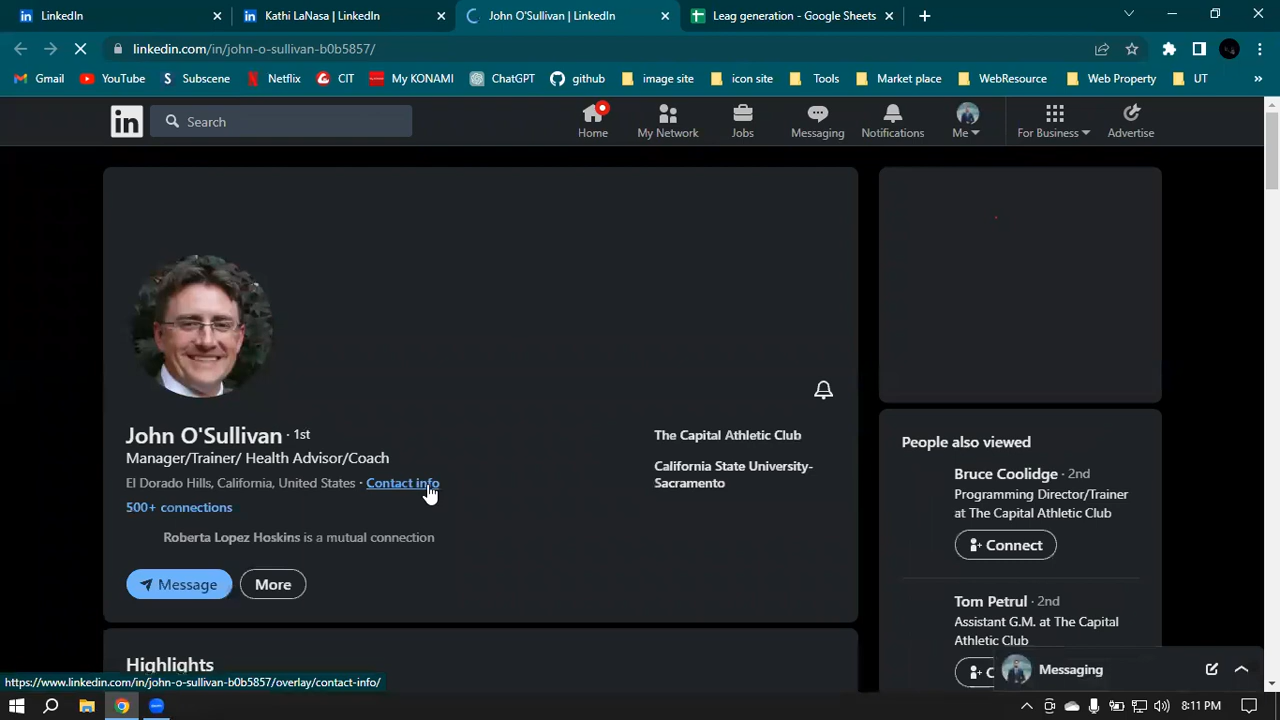 LinkedIn
Kathi LaNasa | LinkedIn
John O'Sullivan | LinkedIn
Leag generation - Google Sheets
linkedin.com/in/john-o-sullivan-b0b5857/
Gmail
YouTube
Subscene
Netflix
CIT
My KONAMI
ChatGPT
github
image site
icon site
Tools
Market place
WebResource
Web Property
UT
»
in
Search
Home
My Network
Jobs
Messaging
Notifications
Me
For Business
Advertise
John O'Sullivan · 1st
Manager/Trainer/ Health Advisor/Coach
El Dorado Hills, California, United States · Contact info
500+ connections
Roberta Lopez Hoskins is a mutual connection
Message
More
The Capital Athletic Club
California State University-
Sacramento
Highlights
People also viewed
Bruce Coolidge · 2nd
Programming Director/Trainer
at The Capital Athletic Club
Connect
Tom Petrul · 2nd
Assistant G.M. at The Capital
Athletic Club
C
Messaging
https://www.linkedin.com/in/john-o-sullivan-b0b5857/overlay/contact-info/
8:11 PM